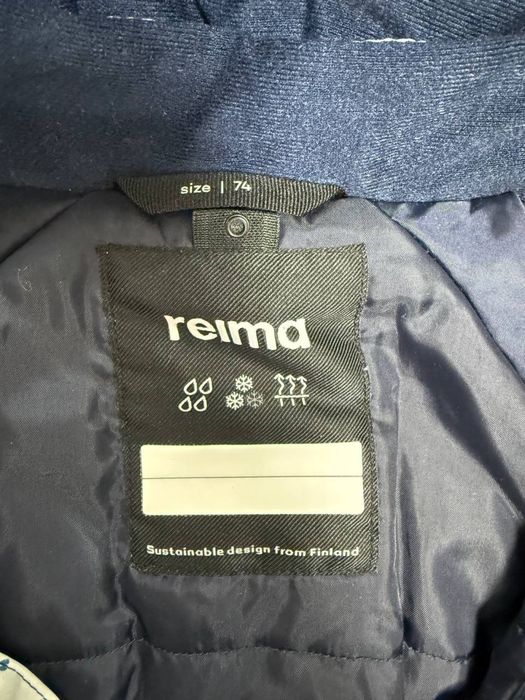 size | 74
reima
Sustainable design from Finland